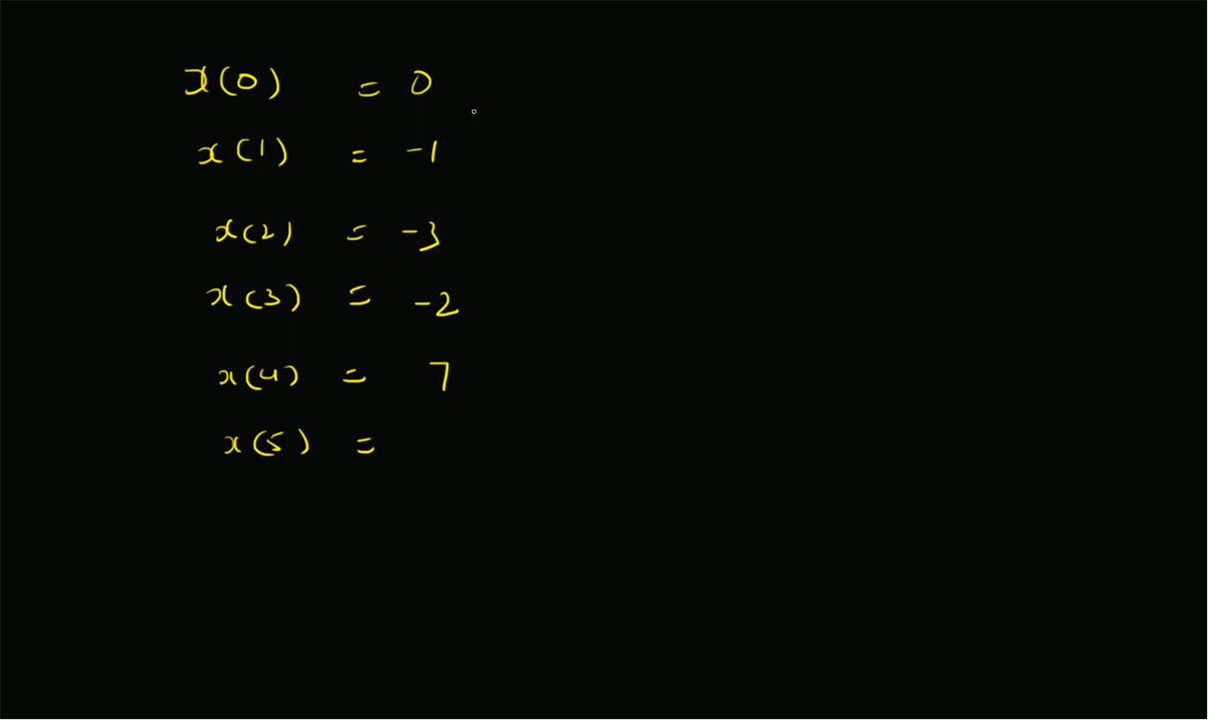 x(0) = 0
x(1) = -1
x(2) = -3
x(3) = -2
x(4) = 7
x(5) =